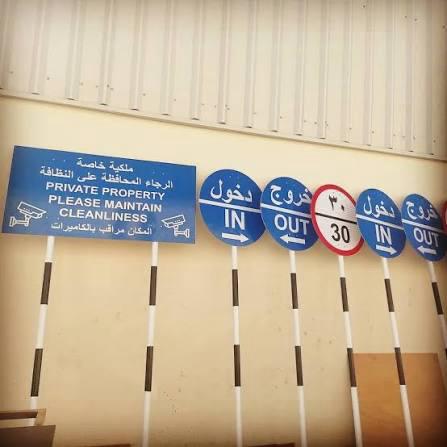 ملكية خاصة
الرجاء المحافظة على النظافة
PRIVATE PROPERTY
PLEASE MAINTAIN
CLEANLINESS
المكان مراقب بالكاميرات
دخول
IN
خروج
OUT
٣٠
30
دخول
IN
خروج
OUT